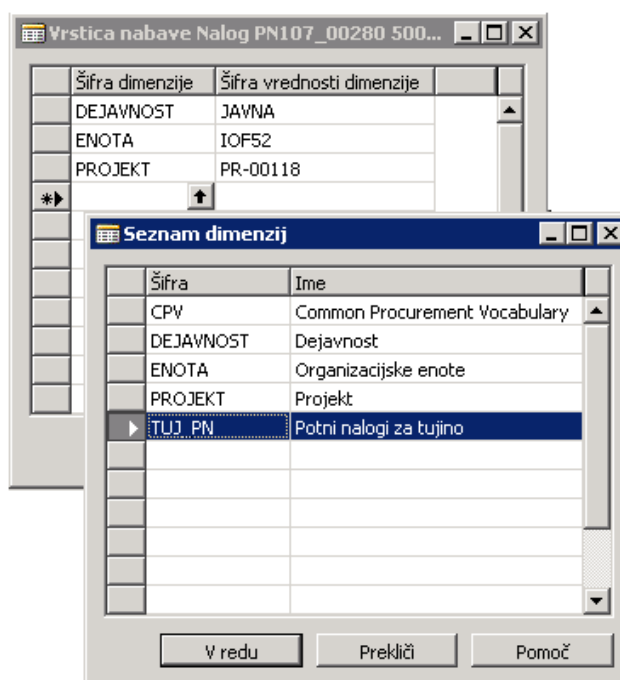 Vrstica nabave Nalog PN107_00280 500...
Šifra dimenzije Šifra vrednosti dimenzije
DEJAVNOST JAVNA
ENOTA IOF52
PROJEKT PR-00118
Seznam dimenzij
Šifra Ime
CPV Common Procurement Vocabulary
DEJAVNOST Dejavnost
ENOTA Organizacijske enote
PROJEKT Projekt
TUJ_PN Potni nalogi za tujino
V redu Prekliči Pomoč